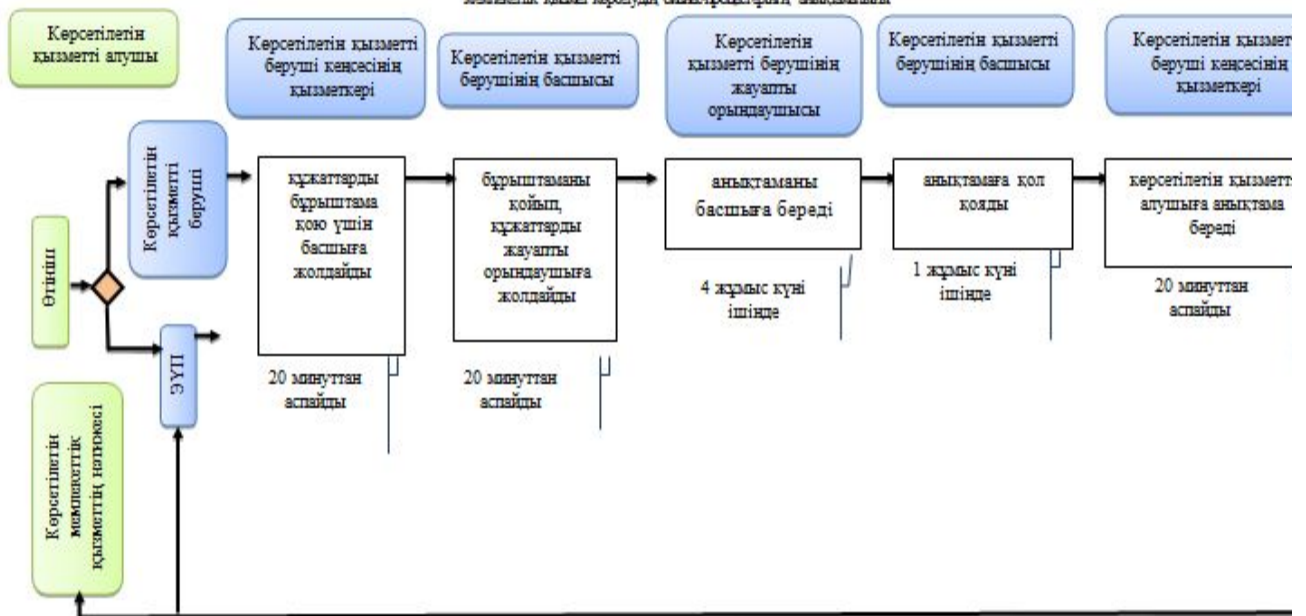 Көрсетілетін
қызметті алушы
Көрсетілетін қызметті
беруші кеңсесінің
қызметкері
Көрсетілетін қызметті
берушінің басшысы
Көрсетілетін
қызметті берушінің
жауапты
орындаушысы
Көрсетілетін қызметті
берушінің басшысы
Көрсетілетін қызметт
беруші кеңсесінің
қызметкері
Өтініш
Көрсетілетін
қызметті
беруші
ЭҮП
құжаттарды
бұрыштама
қою үшін
басшыға
жолдайды
20 минуттан
аспайды
бұрыштаманы
қойып,
құжаттарды
жауапты
орындаушыға
жолдайды
20 минуттан
аспайды
анықтаманы
басшыға береді
4 жұмыс күні
ішінде
анықтамаға қол
қояды
1 жұмыс күні
ішінде
көрсетілетін қызметт
алушыға анықтама
береді
20 минуттан
аспайды
Көрсетілетін
мемлекеттік
қызметтің нәтижесі